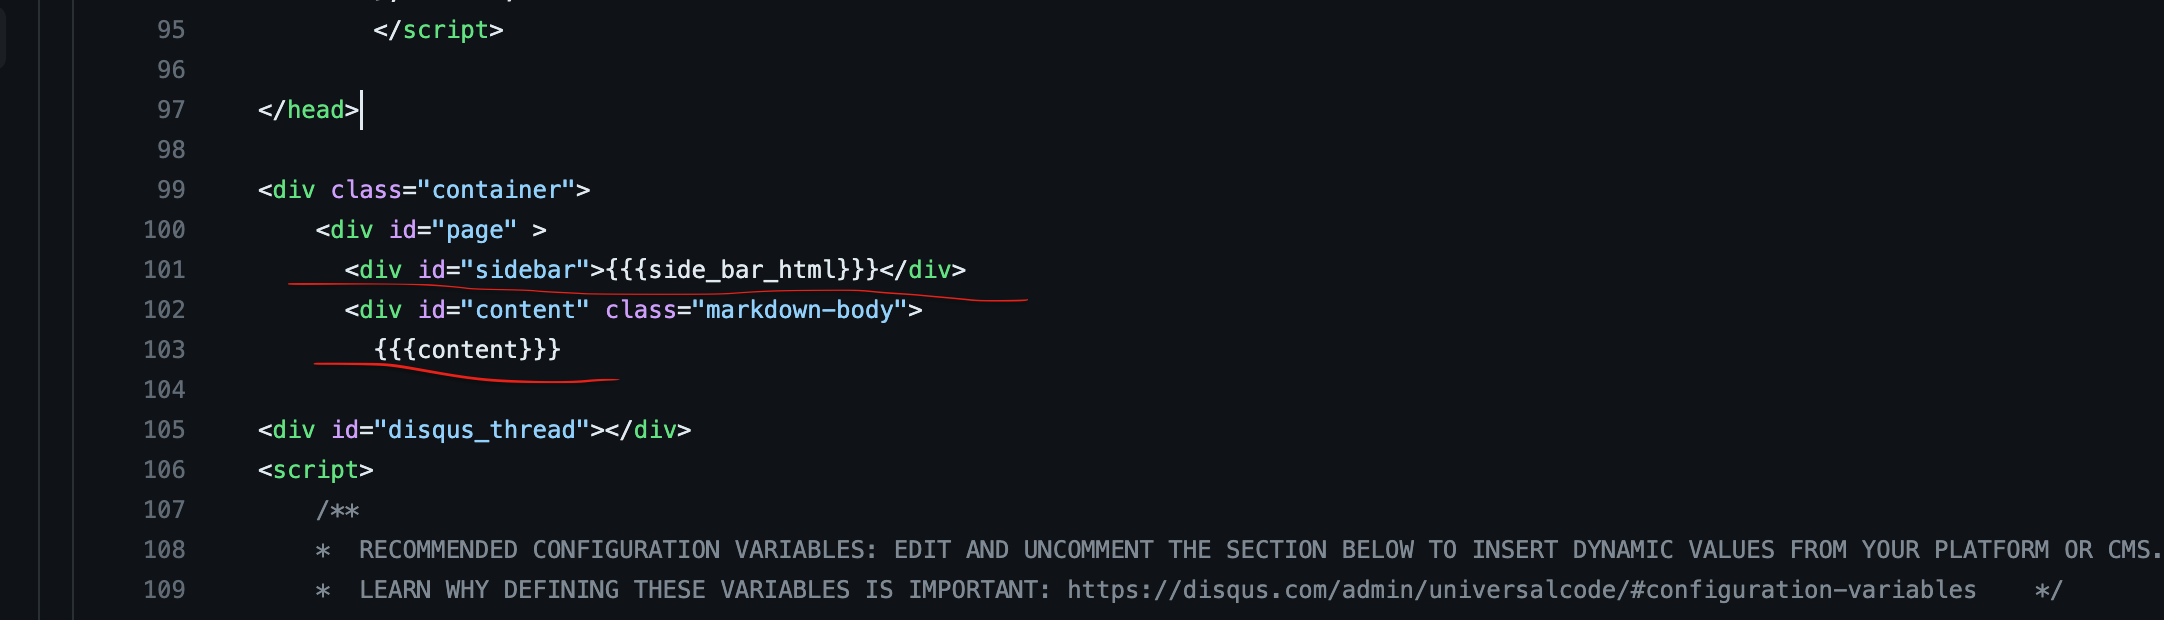 95 </script>
96
97 </head>
98
99 <div class="container">
100 <div id="page" >
101 <div id="sidebar">{{{side_bar_html}}}</div>
102 <div id="content" class="markdown-body">
103 {{{content}}}
104
105 <div id="disqus_thread"></div>
106 <script>
107 /**
108 * RECOMMENDED CONFIGURATION VARIABLES: EDIT AND UNCOMMENT THE SECTION BELOW TO INSERT DYNAMIC VALUES FROM YOUR PLATFORM OR CMS.
109 * LEARN WHY DEFINING THESE VARIABLES IS IMPORTANT: https://disqus.com/admin/universalcode/#configuration-variables */